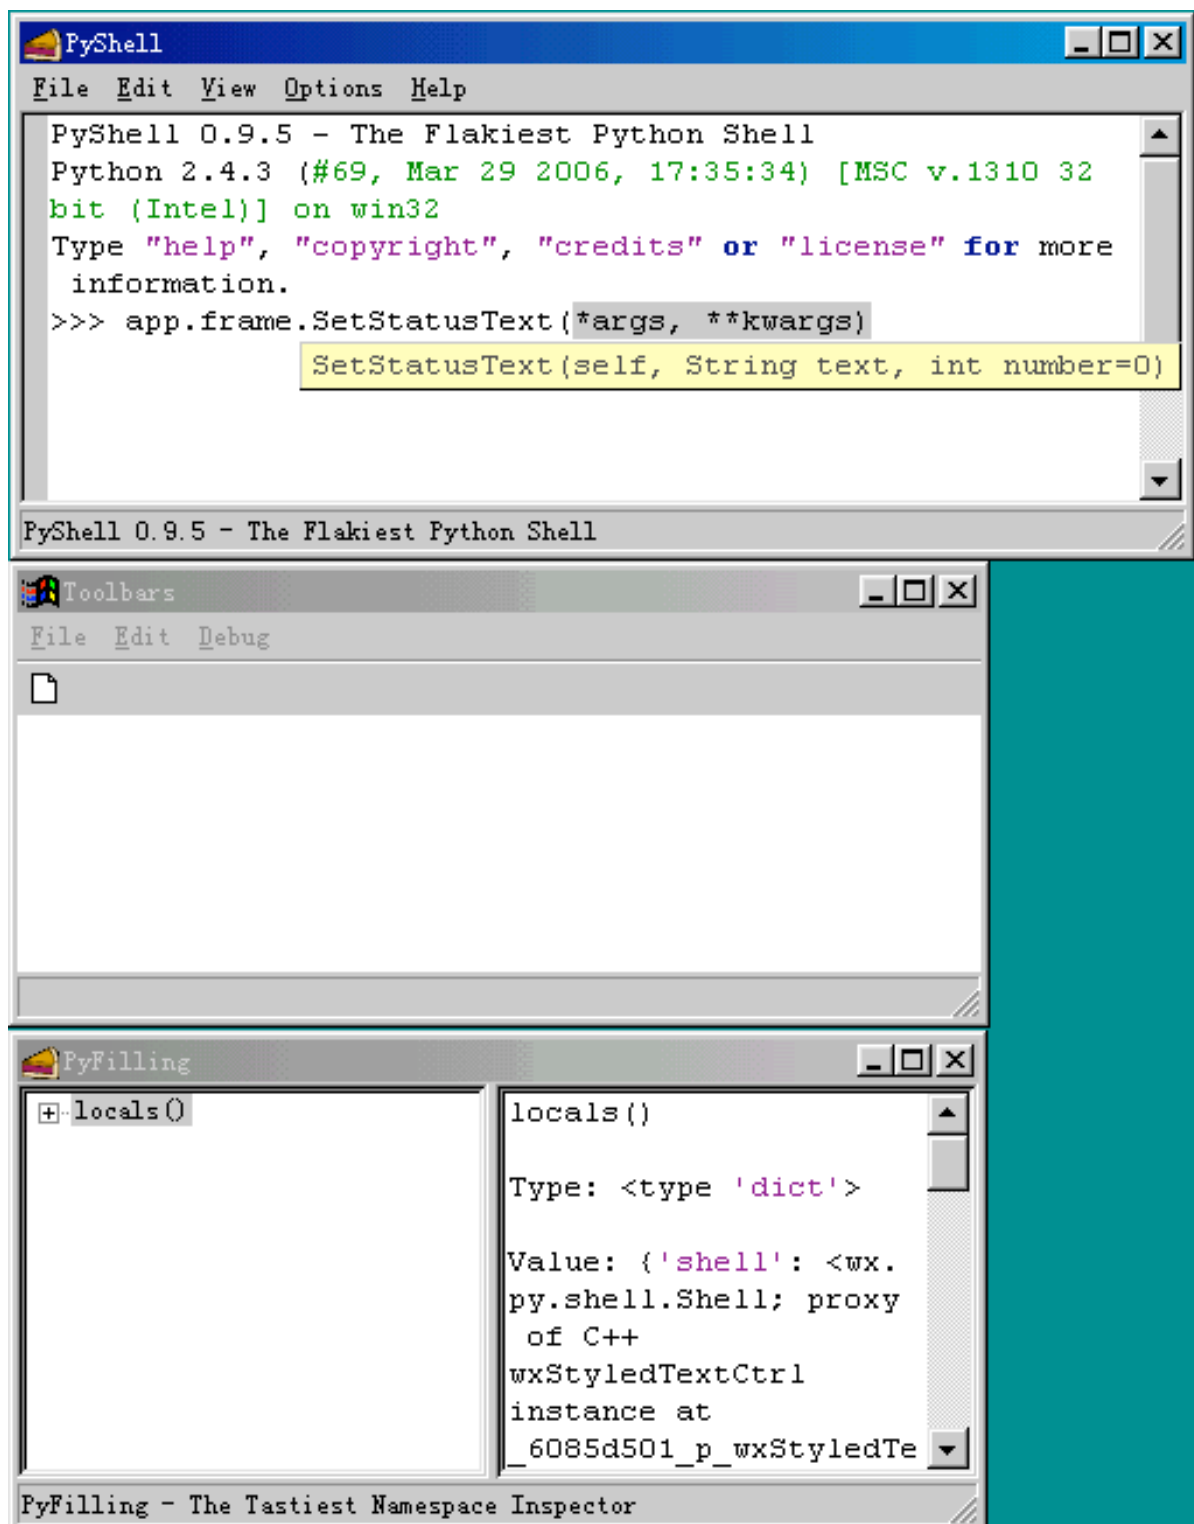 PyShell
File Edit View Options Help
PyShell 0.9.5 - The Flakiest Python Shell
Python 2.4.3 (#69, Mar 29 2006, 17:35:34) [MSC v.1310 32
bit (Intel)] on win32
Type "help", "copyright", "credits" or "license" for more
information.
>>> app.frame.SetStatusText(*args, **kwargs)
SetStatusText(self, String text, int number=0)
PyShell 0.9.5 - The Flakiest Python Shell
Toolbars
File Edit Debug
PyFilling
locals()
locals()
Type: <type 'dict'>
Value: {'shell': <wx.
py.shell.Shell; proxy
of C++
wxStyledTextCtrl
instance at
_6085d501_p_wxStyledTe
PyFilling - The Tastiest Namespace Inspector